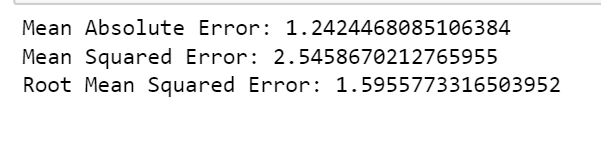 Mean Absolute Error: 1.2424468085106384
Mean Squared Error: 2.5458670212765955
Root Mean Squared Error: 1.5955773316503952